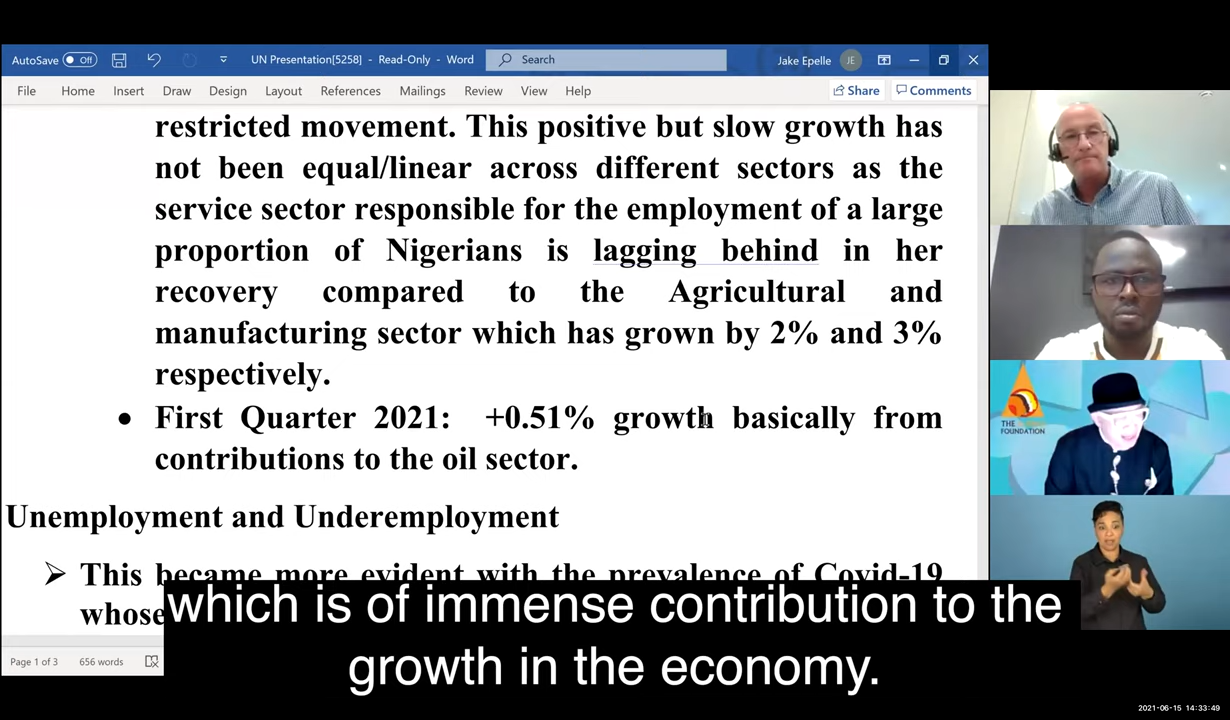 AutoSave Off UN Presentation[5258] - Read-Only - Word Search Jake Epelle JE
File Home Insert Draw Design Layout References Mailings Review View Help Share Comments
restricted movement. This positive but slow growth has
not been equal/linear across different sectors as the
service sector responsible for the employment of a large
proportion of Nigerians is lagging behind in her
recovery compared to the Agricultural and
manufacturing sector which has grown by 2% and 3%
respectively.
• First Quarter 2021: +0.51% growth basically from
contributions to the oil sector.
Unemployment and Underemployment
➢ This became more evident with the prevalence of Covid-19
whose
Page 1 of 3 656 words
THE
FOUNDATION
which is of immense contribution to the
growth in the economy.
2021-06-15 14:33:49